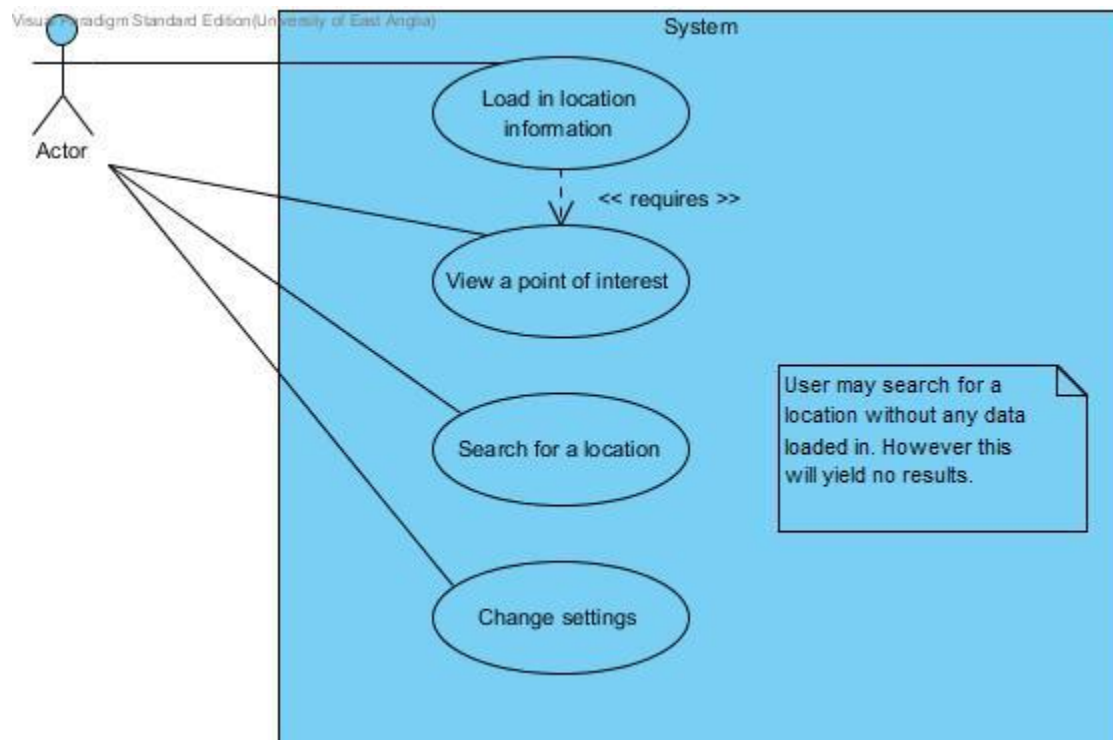 Visual Paradigm Standard Edition(University of East Anglia)
System
Load in location
information
Actor
<< requires >>
View a point of interest
User may search for a
location without any data
loaded in. However this
will yield no results.
Search for a location
Change settings